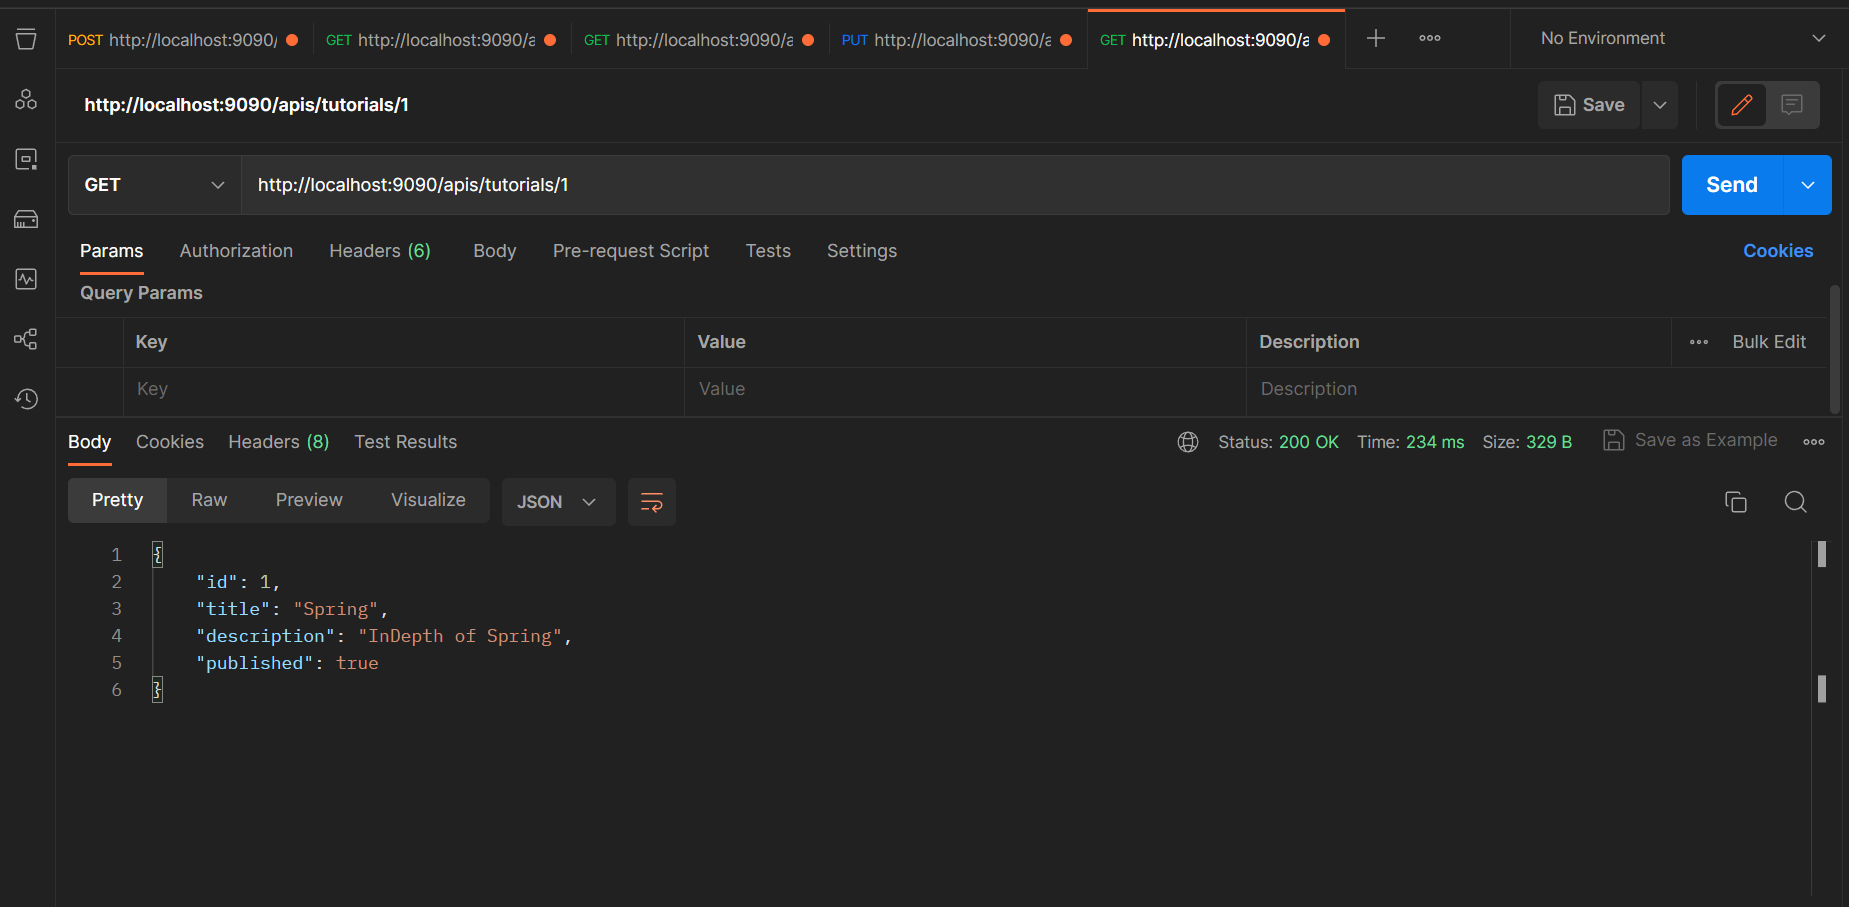 POST http://localhost:9090/ GET http://localhost:9090/a GET http://localhost:9090/a PUT http://localhost:9090/a GET http://localhost:9090/a No Environment
http://localhost:9090/apis/tutorials/1 Save
GET http://localhost:9090/apis/tutorials/1 Send
Params Authorization Headers (6) Body Pre-request Script Tests Settings Cookies
Query Params
Key Value Description Bulk Edit
Key Value Description
Body Cookies Headers (8) Test Results Status: 200 OK Time: 234 ms Size: 329 B Save as Example
Pretty Raw Preview Visualize JSON
1 {
2 "id": 1,
3 "title": "Spring",
4 "description": "InDepth of Spring",
5 "published": true
6 }